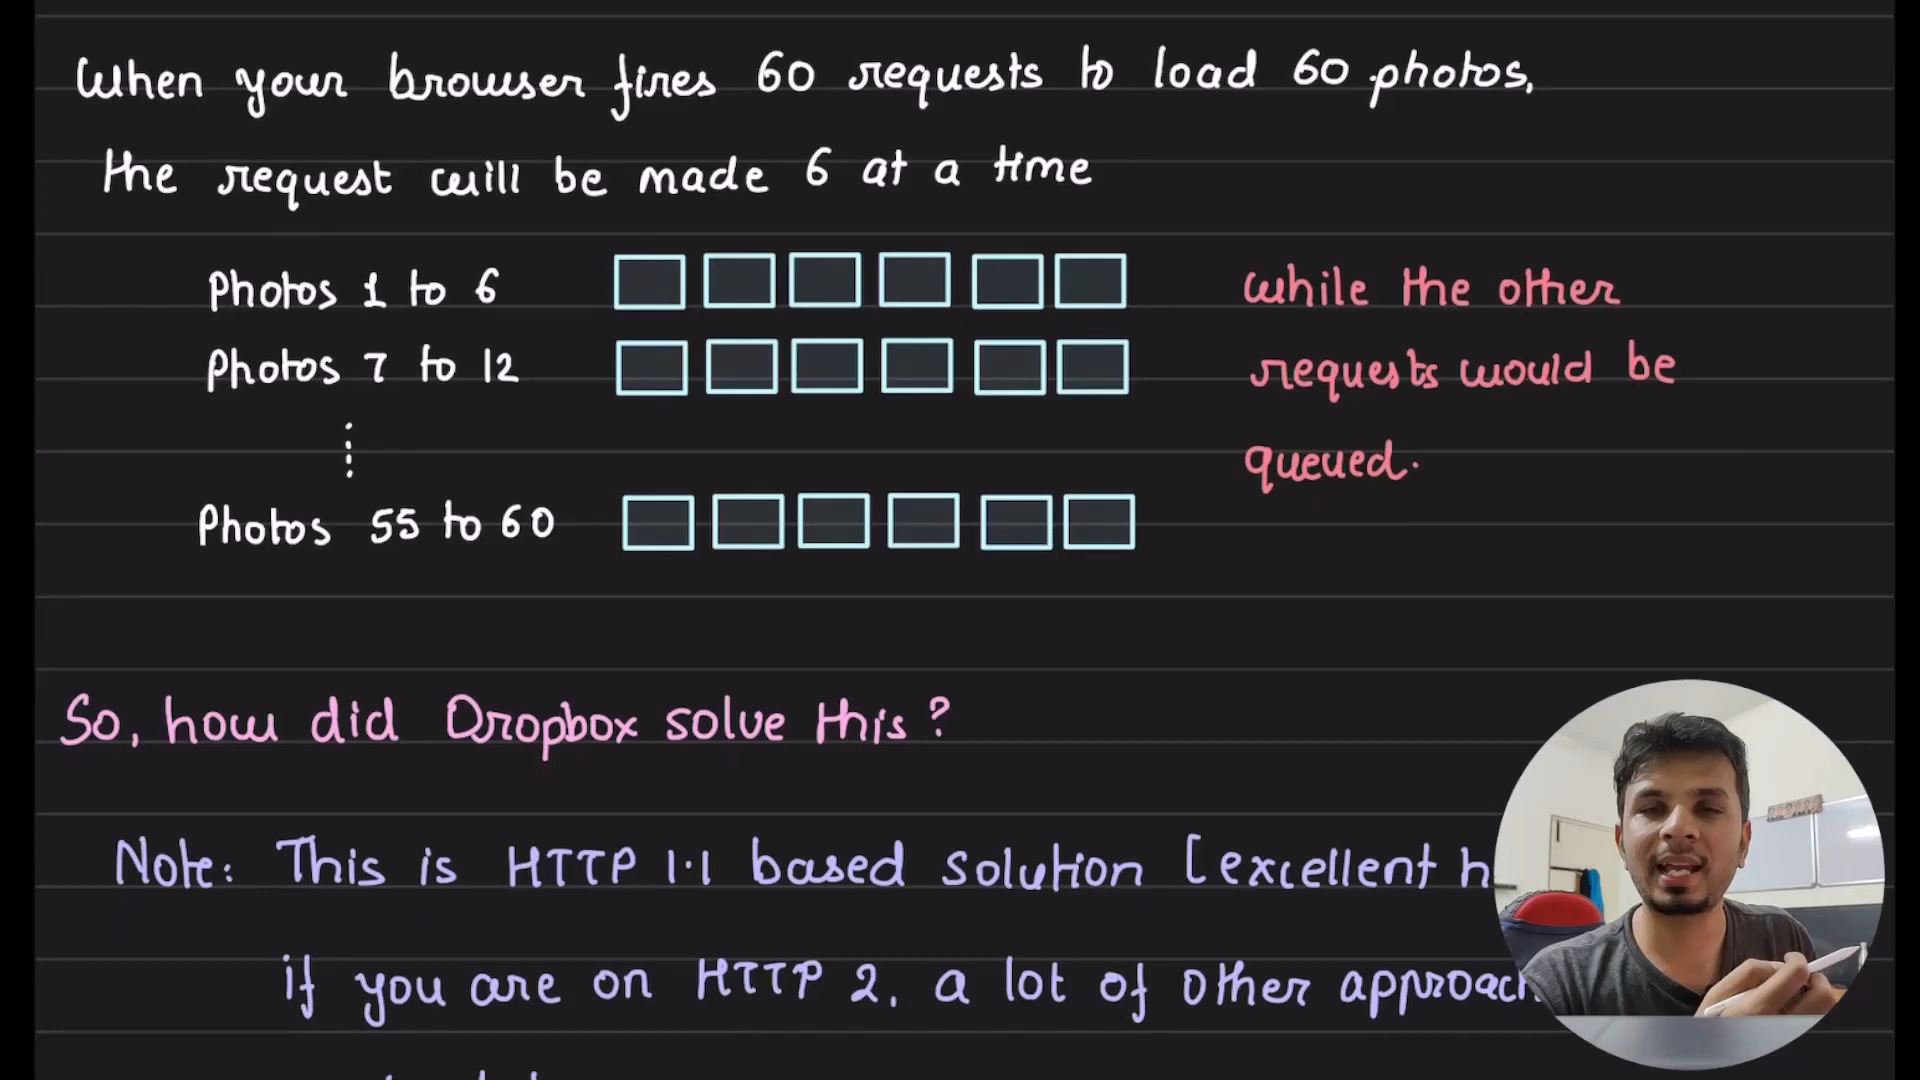 When your browser fires 60 requests to load 60 photos,
the request will be made 6 at a time
Photos 1 to 6
while the other
Photos 7 to 12
requests would be
queued.
Photos 55 to 60
So, how did Dropbox solve this?
Note: This is HTTP 1.1 based solution [excellent h
if you are on HTTP 2, a lot of other approach